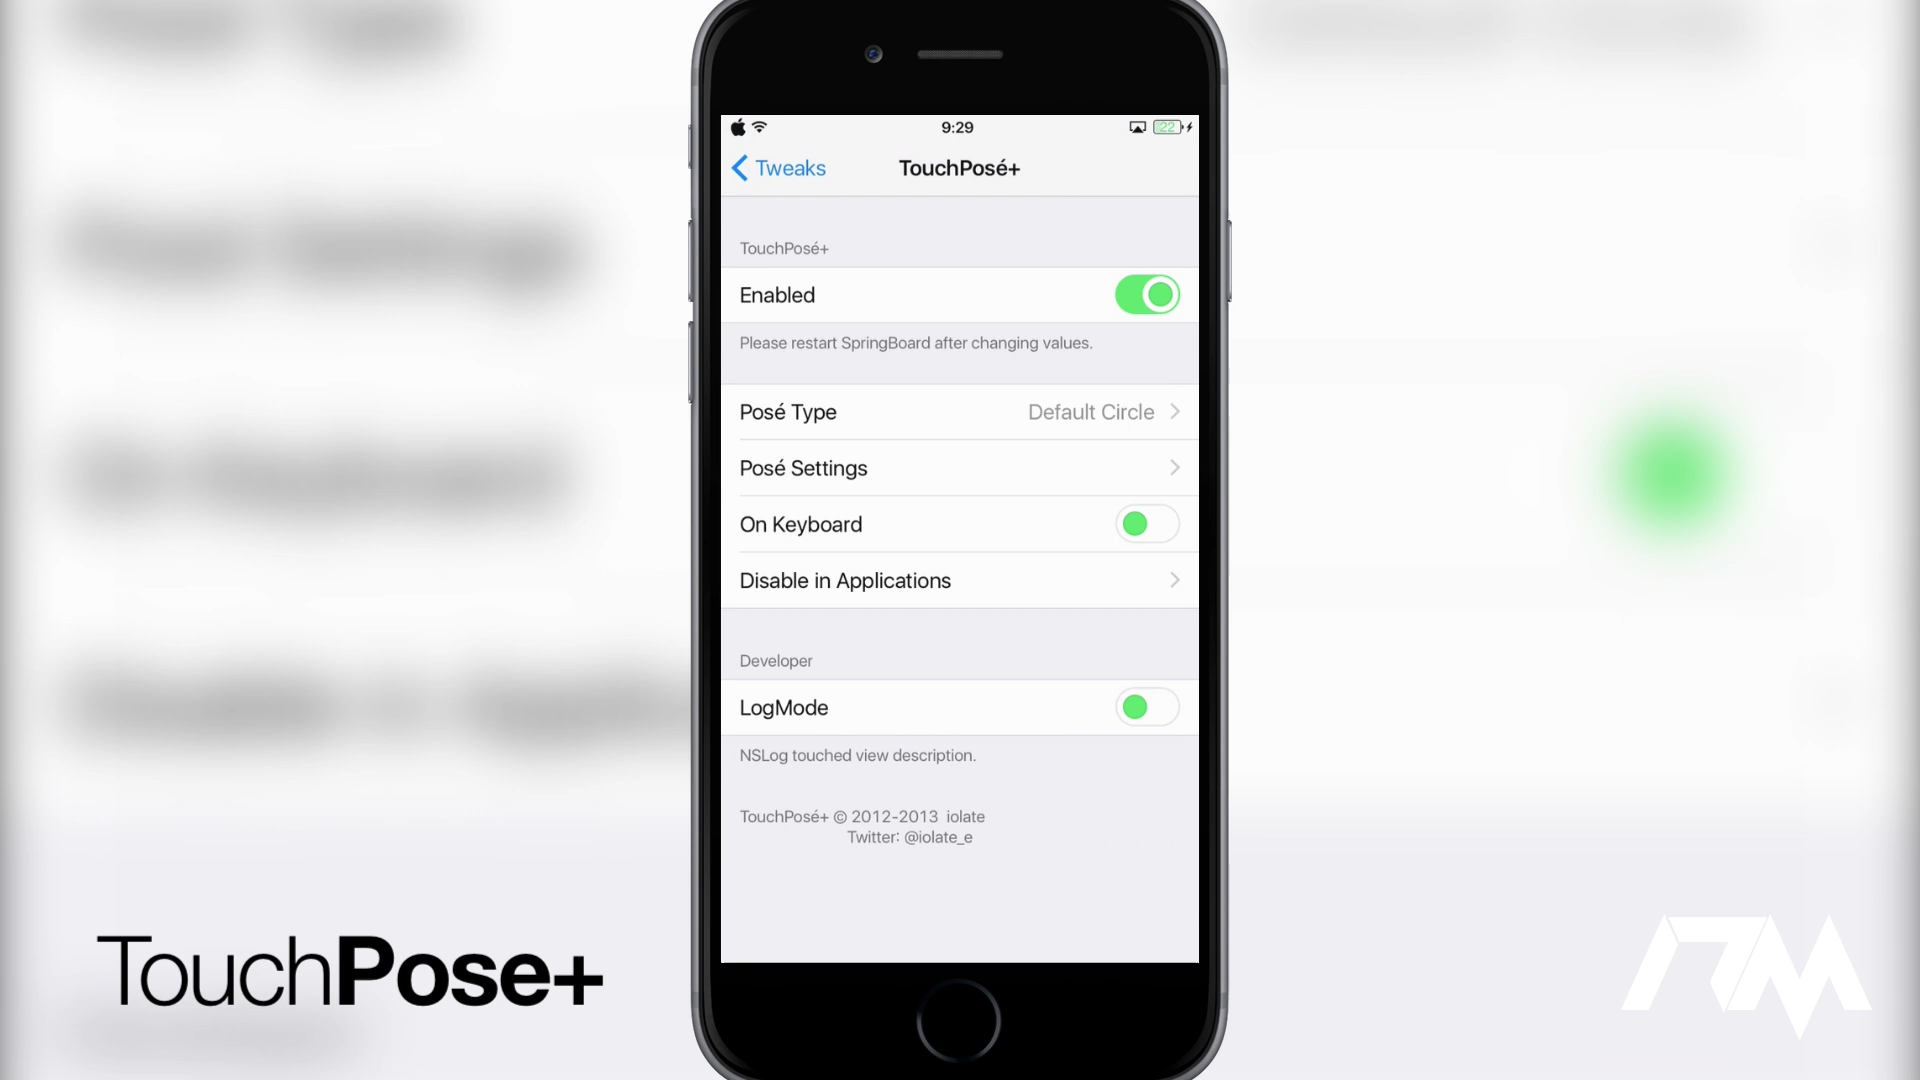 9:29
22
Tweaks
TouchPosé+
TouchPosé+
Enabled
Please restart SpringBoard after changing values.
Posé Type
Default Circle
Posé Settings
On Keyboard
Disable in Applications
Developer
LogMode
NSLog touched view description.
TouchPosé+ © 2012-2013 iolate
Twitter: @iolate_e
TouchPose+